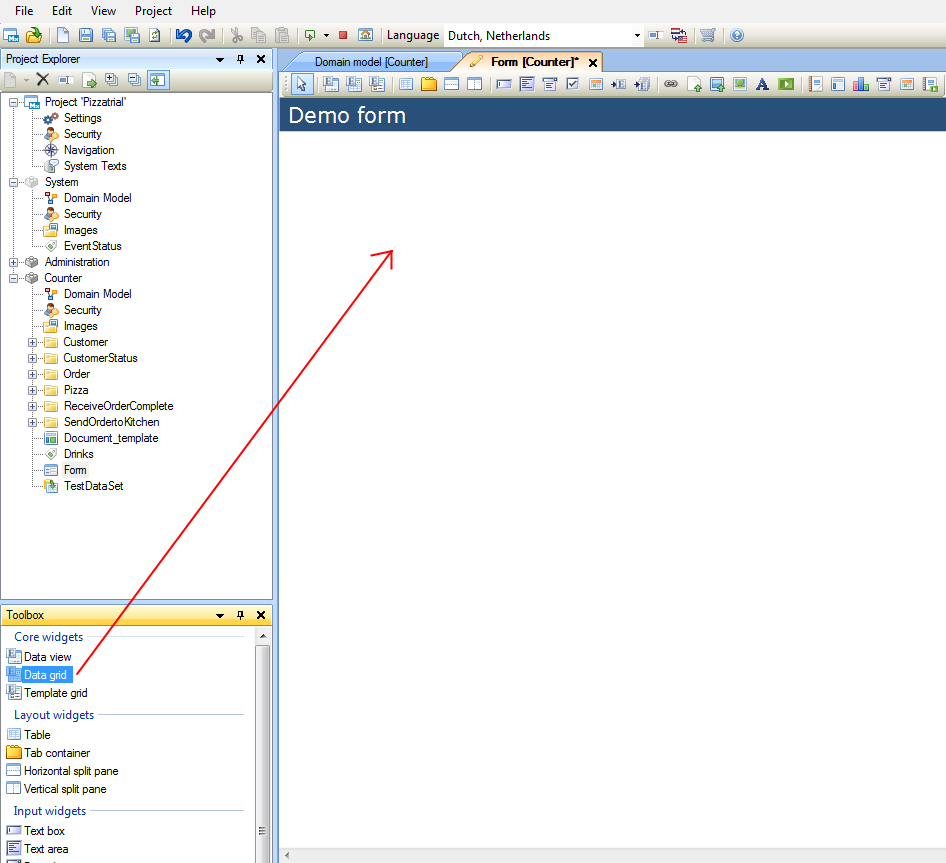 File Edit View Project Help
Language Dutch, Netherlands
Project Explorer
Domain model [Counter] Form [Counter]*
Demo form
Project 'Pizzatrial'
Settings
Security
Navigation
System Texts
System
Domain Model
Security
Images
EventStatus
Administration
Counter
Domain Model
Security
Images
Customer
CustomerStatus
Order
Pizza
ReceiveOrderComplete
SendOrdertoKitchen
Document_template
Drinks
Form
TestDataSet
Toolbox
Core widgets
Data view
Data grid
Template grid
Layout widgets
Table
Tab container
Horizontal split pane
Vertical split pane
Input widgets
Text box
Text area